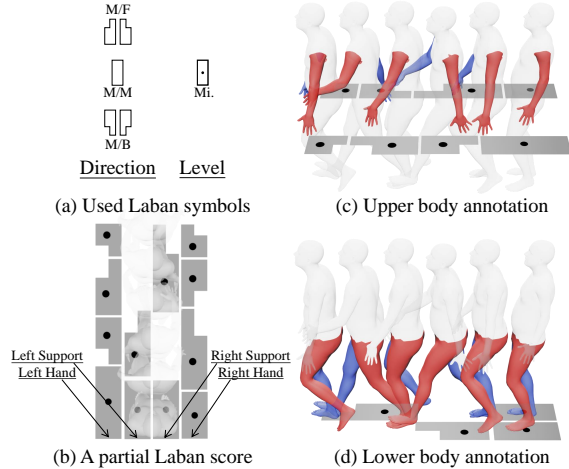 M/F
M/M
Mi.
M/B
Direction
Level
(a) Used Laban symbols
(c) Upper body annotation
Left Support
Left Hand
Right Support
Right Hand
(b) A partial Laban score
(d) Lower body annotation